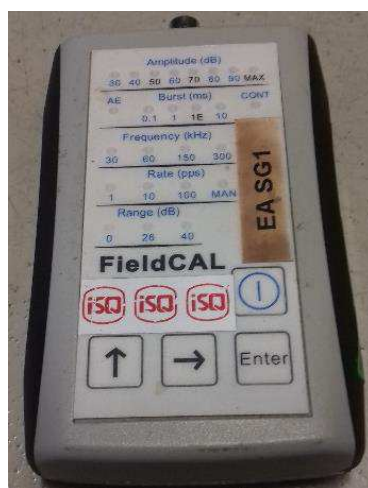 Amplitude (dB)
30 40 50 60 70 80 90 MAX
AE Burst (ms) CONT
0.1 1 1E 10
Frequency (kHz)
30 60 150 300
Rate (pps)
1 10 100 MAN
Range (dB)
0 26 40
EA SG1
FieldCAL
iSQ iSQ iSQ
Enter